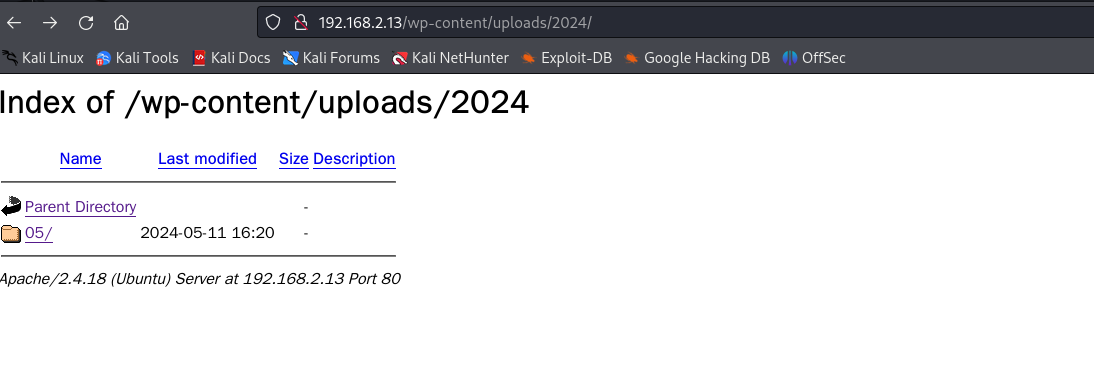 192.168.2.13/wp-content/uploads/2024/
Kali Linux Kali Tools Kali Docs Kali Forums Kali NetHunter Exploit-DB Google Hacking DB OffSec
Index of /wp-content/uploads/2024
Name Last modified Size Description
Parent Directory -
05/ 2024-05-11 16:20 -
Apache/2.4.18 (Ubuntu) Server at 192.168.2.13 Port 80